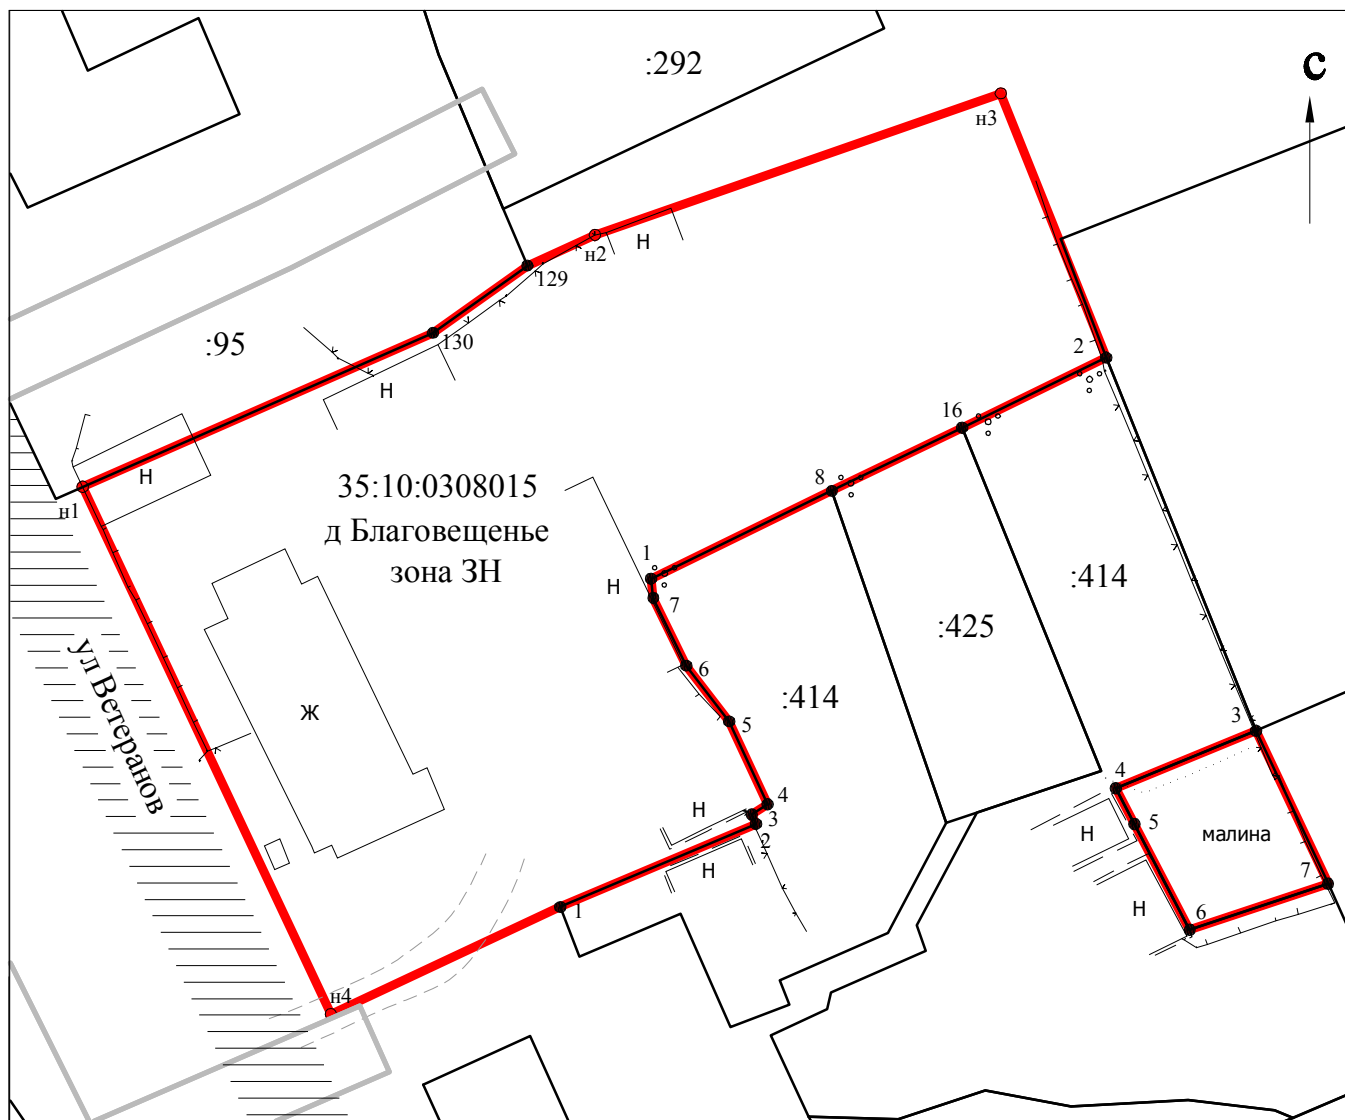 :292
С
н3
н2
Н
129
:95
130
2
Н
16
Н
н1
8
35:10:0308015
д Благовещенье
зона ЗН
1
Н
7
:414
:425
6
ул Ветеранов
:414
Ж
5
3
4
4
Н
3
2
5
Н
малина
Н
7
1
Н
6
н4